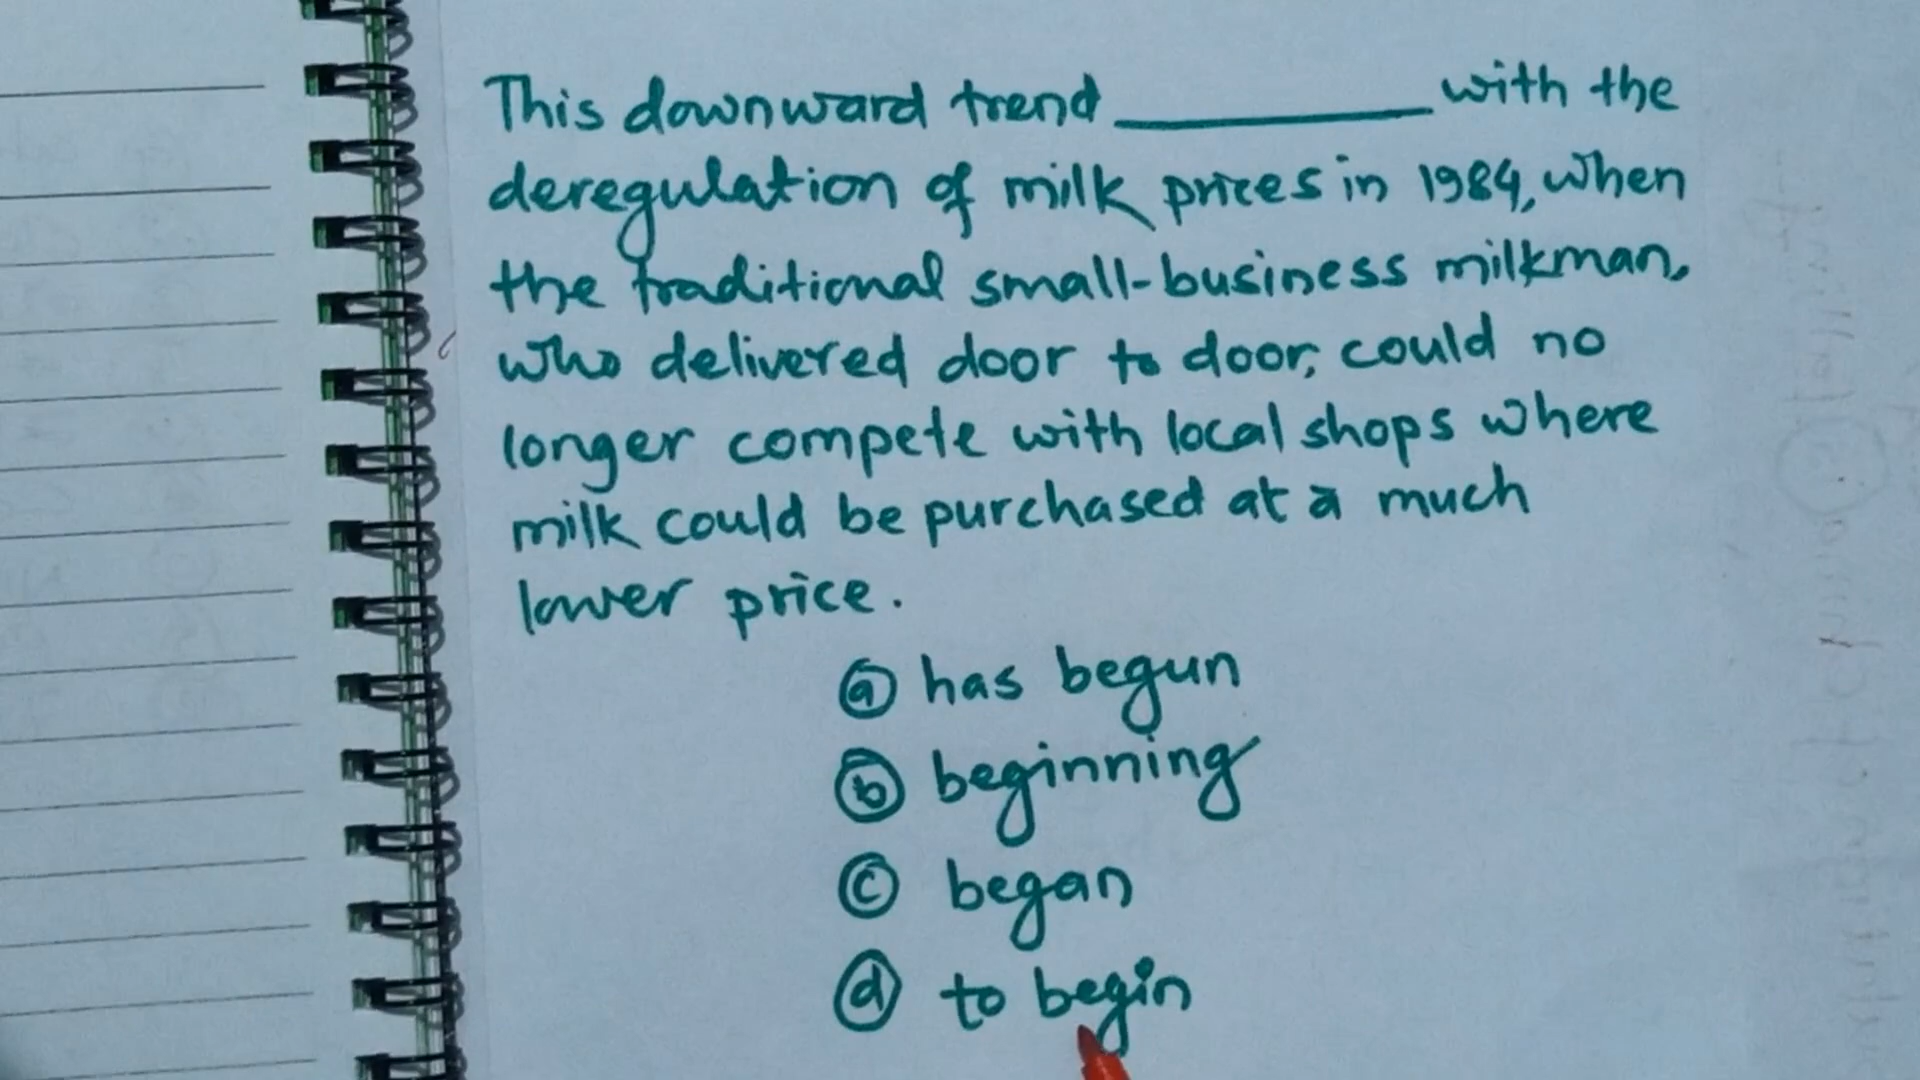 This downward trend __________ with the
deregulation of milk prices in 1984, when
the traditional small-business milkman,
who delivered door to door, could no
longer compete with local shops where
milk could be purchased at a much
lower price.
ⓐ has begun
ⓑ beginning
ⓒ began
ⓓ to begin